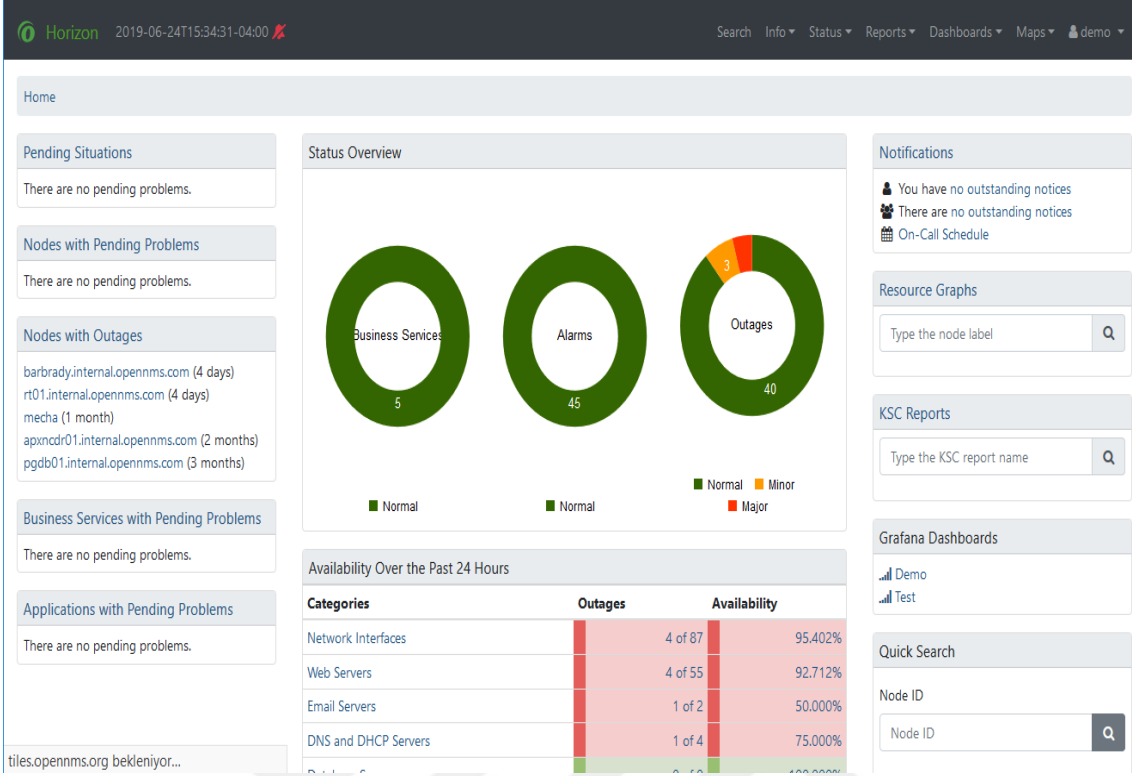 Horizon 2019-06-24T15:34:31-04:00
Search Info Status Reports Dashboards Maps demo
Home
Pending Situations
There are no pending problems.
Nodes with Pending Problems
There are no pending problems.
Nodes with Outages
barbrady.internal.opennms.com (4 days)
rt01.internal.opennms.com (4 days)
mecha (1 month)
apxncdr01.internal.opennms.com (2 months)
pgdb01.internal.opennms.com (3 months)
Business Services with Pending Problems
There are no pending problems.
Applications with Pending Problems
There are no pending problems.
Status Overview
Business Services
5
Normal
Alarms
45
Normal
Outages
3
40
Normal Minor
Major
Availability Over the Past 24 Hours
Categories Outages Availability
Network Interfaces 4 of 87 95.402%
Web Servers 4 of 55 92.712%
Email Servers 1 of 2 50.000%
DNS and DHCP Servers 1 of 4 75.000%
Notifications
You have no outstanding notices
There are no outstanding notices
On-Call Schedule
Resource Graphs
Type the node label
KSC Reports
Type the KSC report name
Grafana Dashboards
Demo
Test
Quick Search
Node ID
Node ID
tiles.opennms.org bekleniyor...